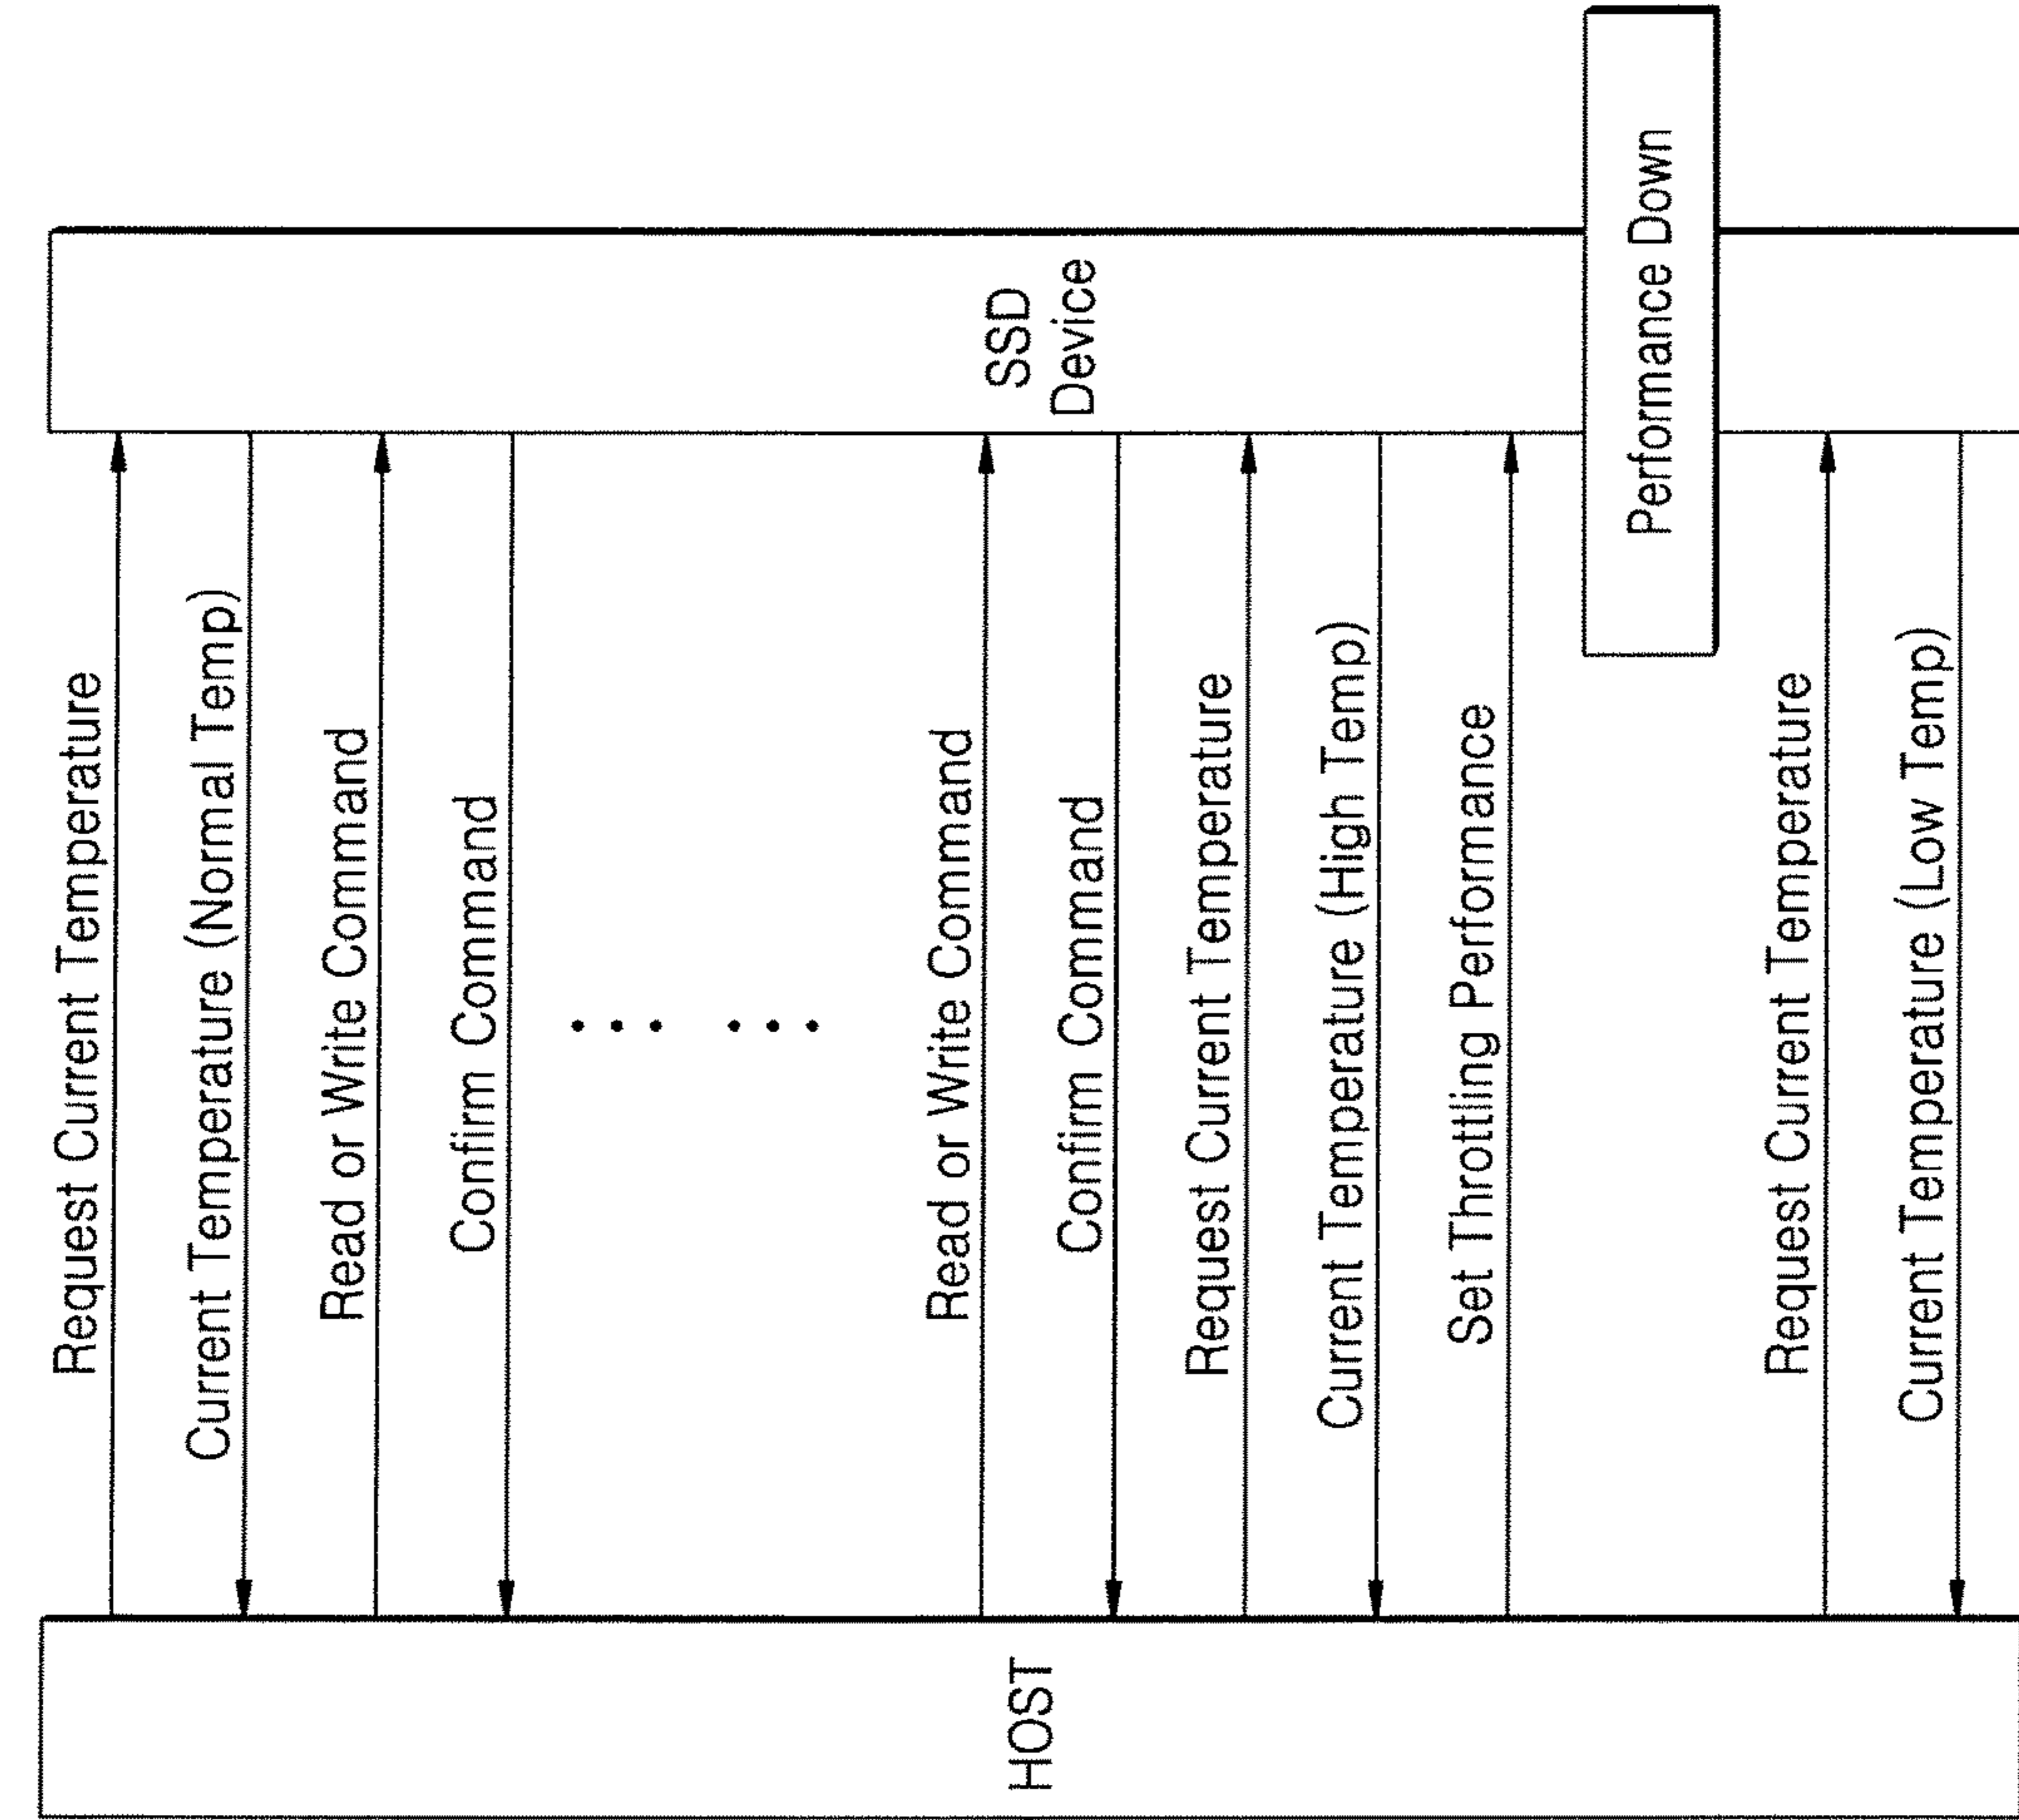 HOST
SSD
Device
Request Current Temperature
Current Temperature (Normal Temp)
Read or Write Command
Confirm Command
Read or Write Command
Confirm Command
Request Current Temperature
Current Temperature (High Temp)
Set Throttling Performance
Performance Down
Request Current Temperature
Current Temperature (Low Temp)